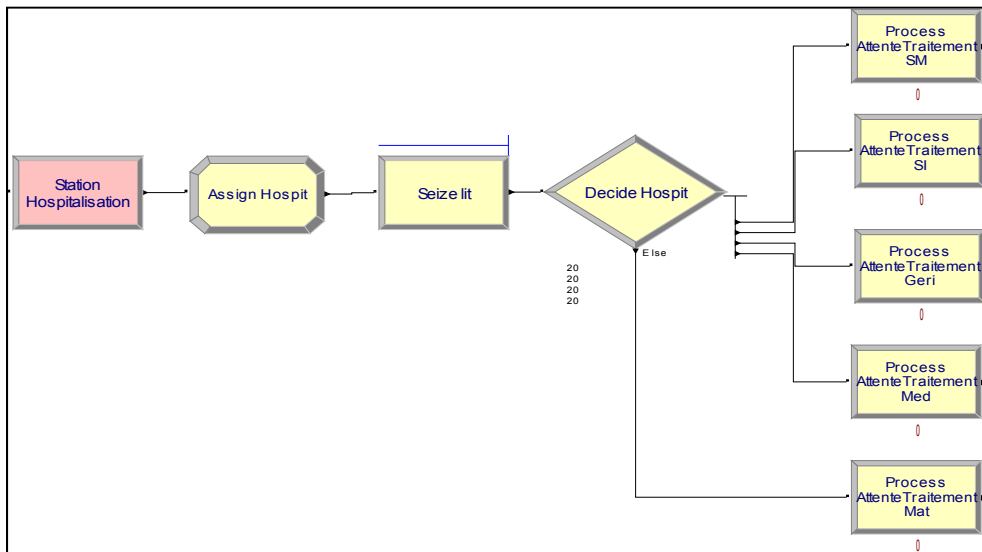 Station
Hospitalisation
Assign Hospit
Seize lit
Decide Hospit
Else
20
20
20
20
Process
AttenteTraitement
SM
0
Process
AttenteTraitement
SI
0
Process
AttenteTraitement
Geri
0
Process
AttenteTraitement
Med
0
Process
AttenteTraitement
Mat
0